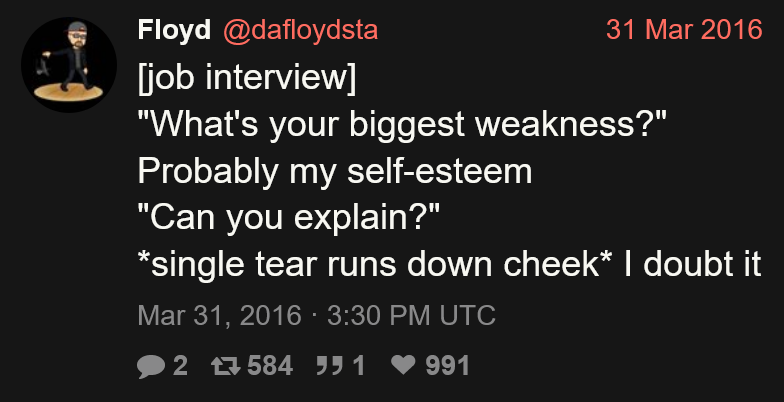 Floyd @dafloydsta 31 Mar 2016
[job interview]
"What's your biggest weakness?"
Probably my self-esteem
"Can you explain?"
*single tear runs down cheek* I doubt it
Mar 31, 2016 · 3:30 PM UTC
2 584 1 991